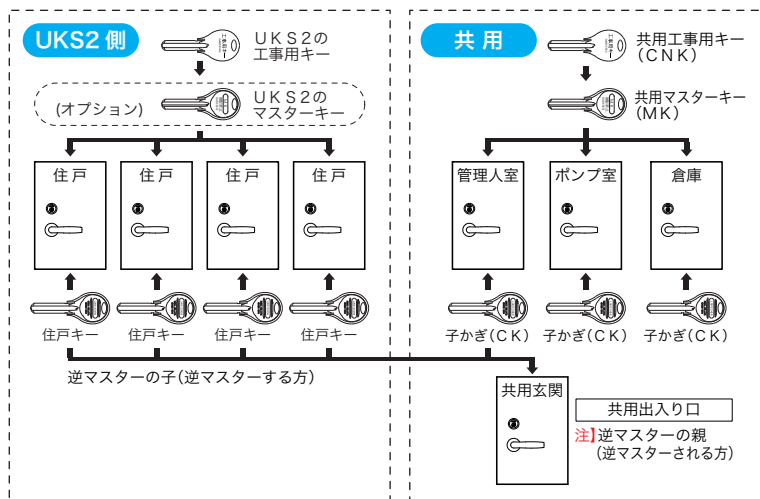 UKS2側
UKS2の
工事用キー
(オプション)
UKS2の
マスターキー
住戸
住戸
住戸
住戸
住戸キー
住戸キー
住戸キー
住戸キー
逆マスターの子(逆マスターする方)
共用
共用工事用キー
(CNK)
共用マスターキー
(MK)
管理人室
ポンプ室
倉庫
子かぎ(CK)
子かぎ(CK)
子かぎ(CK)
共用玄関
共用出入り口
注】逆マスターの親
(逆マスターされる方)